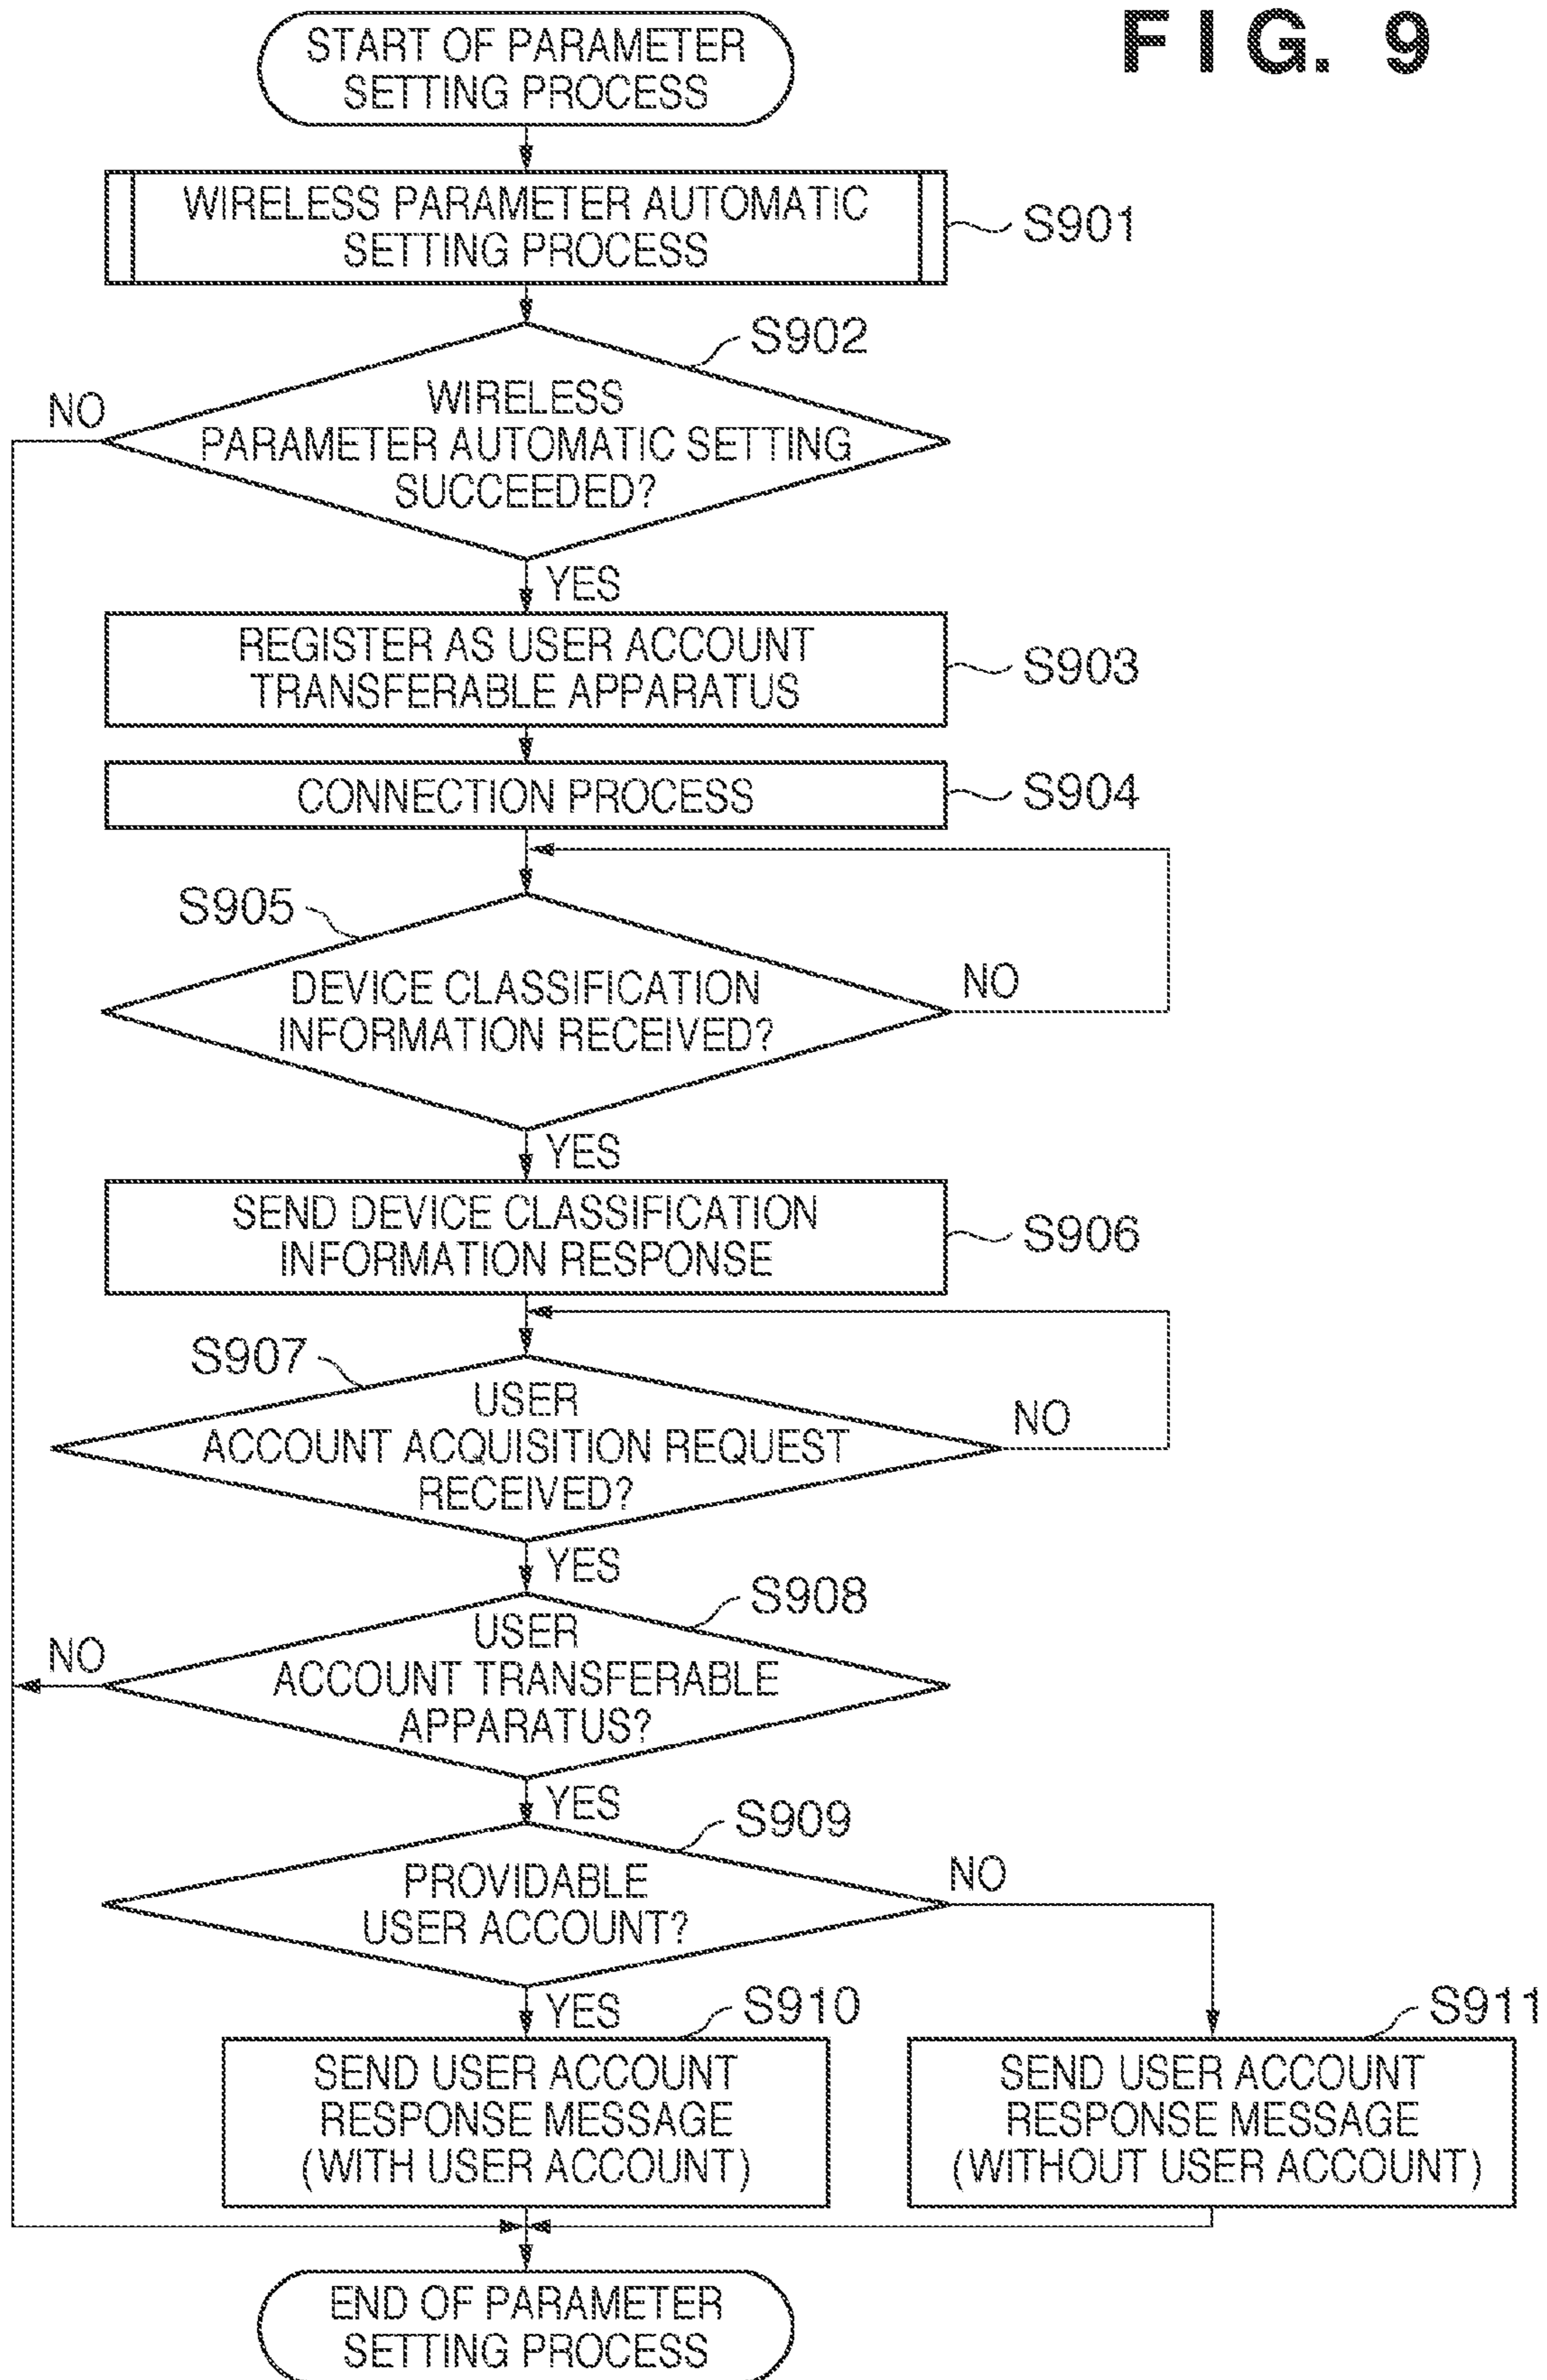 FIG. 9
START OF PARAMETER
SETTING PROCESS
WIRELESS PARAMETER AUTOMATIC
SETTING PROCESS
S901
S902
WIRELESS
PARAMETER AUTOMATIC SETTING
SUCCEEDED?
NO
YES
REGISTER AS USER ACCOUNT
TRANSFERABLE APPARATUS
S903
CONNECTION PROCESS
S904
S905
DEVICE CLASSIFICATION
INFORMATION RECEIVED?
NO
YES
SEND DEVICE CLASSIFICATION
INFORMATION RESPONSE
S906
S907
USER
ACCOUNT ACQUISITION REQUEST
RECEIVED?
NO
YES
S908
USER
ACCOUNT TRANSFERABLE
APPARATUS?
NO
YES
S909
PROVIDABLE
USER ACCOUNT?
NO
YES
S910
SEND USER ACCOUNT
RESPONSE MESSAGE
(WITH USER ACCOUNT)
S911
SEND USER ACCOUNT
RESPONSE MESSAGE
(WITHOUT USER ACCOUNT)
END OF PARAMETER
SETTING PROCESS